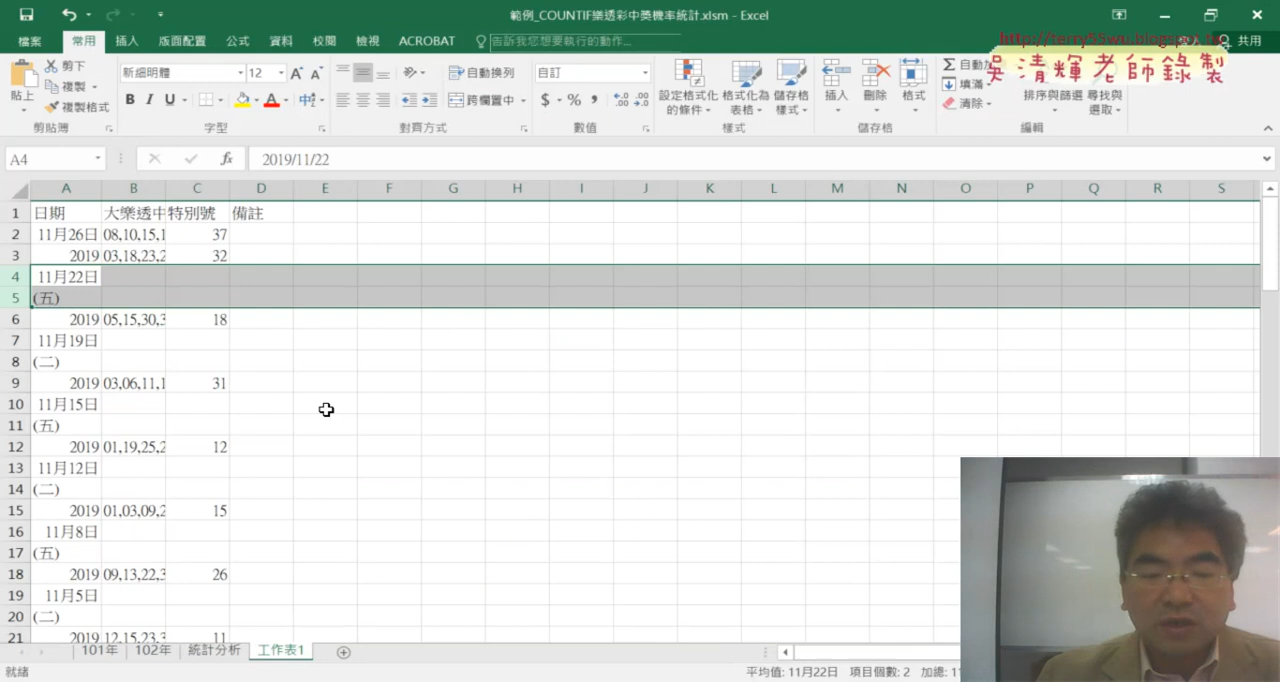 範例_COUNTIF樂透彩中獎機率統計.xlsm - Excel
檔案 常用 插入 版面配置 公式 資料 校閱 檢視 ACROBAT 告訴我您想要執行的動作... 共用
http://terry55wu.blogspot.tw
吳清輝老師錄製
貼上 剪下 複製 複製格式 剪貼簿
新細明體 12 A A B I U A 中 字型
自動換列 跨欄置中 對齊方式
自訂 $ % 數值
設定格式化的條件 格式化為表格 儲存格樣式 樣式
插入 刪除 格式 儲存格
Σ 自動加 填滿 清除 排序與篩選 尋找與選取 編輯
A4 fx 2019/11/22
A B C D E F G H I J K L M N O P Q R S
1 日期 大樂透中 特別號 備註
2 11月26日 08,10,15,1 37
3 2019 03,18,23,2 32
4 11月22日
5 (五)
6 2019 05,15,30,3 18
7 11月19日
8 (二)
9 2019 03,06,11,1 31
10 11月15日
11 (五)
12 2019 01,19,25,2 12
13 11月12日
14 (二)
15 2019 01,03,09,2 15
16 11月8日
17 (五)
18 2019 09,13,22,3 26
19 11月5日
20 (二)
21 2019 12,15,23,3 11
101年 102年 統計分析 工作表1
就緒 平均值: 11月22日 項目個數: 2 加總: 11